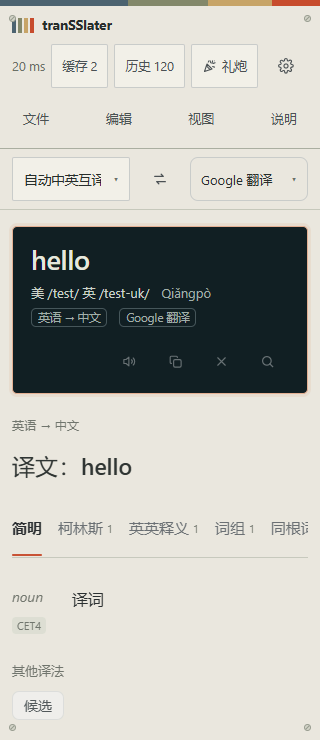 tranSSlater
20 ms 缓存 2 历史 120 礼炮
文件 编辑 视图 说明
自动中英互译 Google 翻译
hello
美 /test/ 英 /test-uk/ Qiǎngpò
英语 → 中文 Google 翻译
英语 → 中文
译文：hello
简明 柯林斯 1 英英释义 1 词组 1 同根词
noun 译词
CET4
其他译法
候选